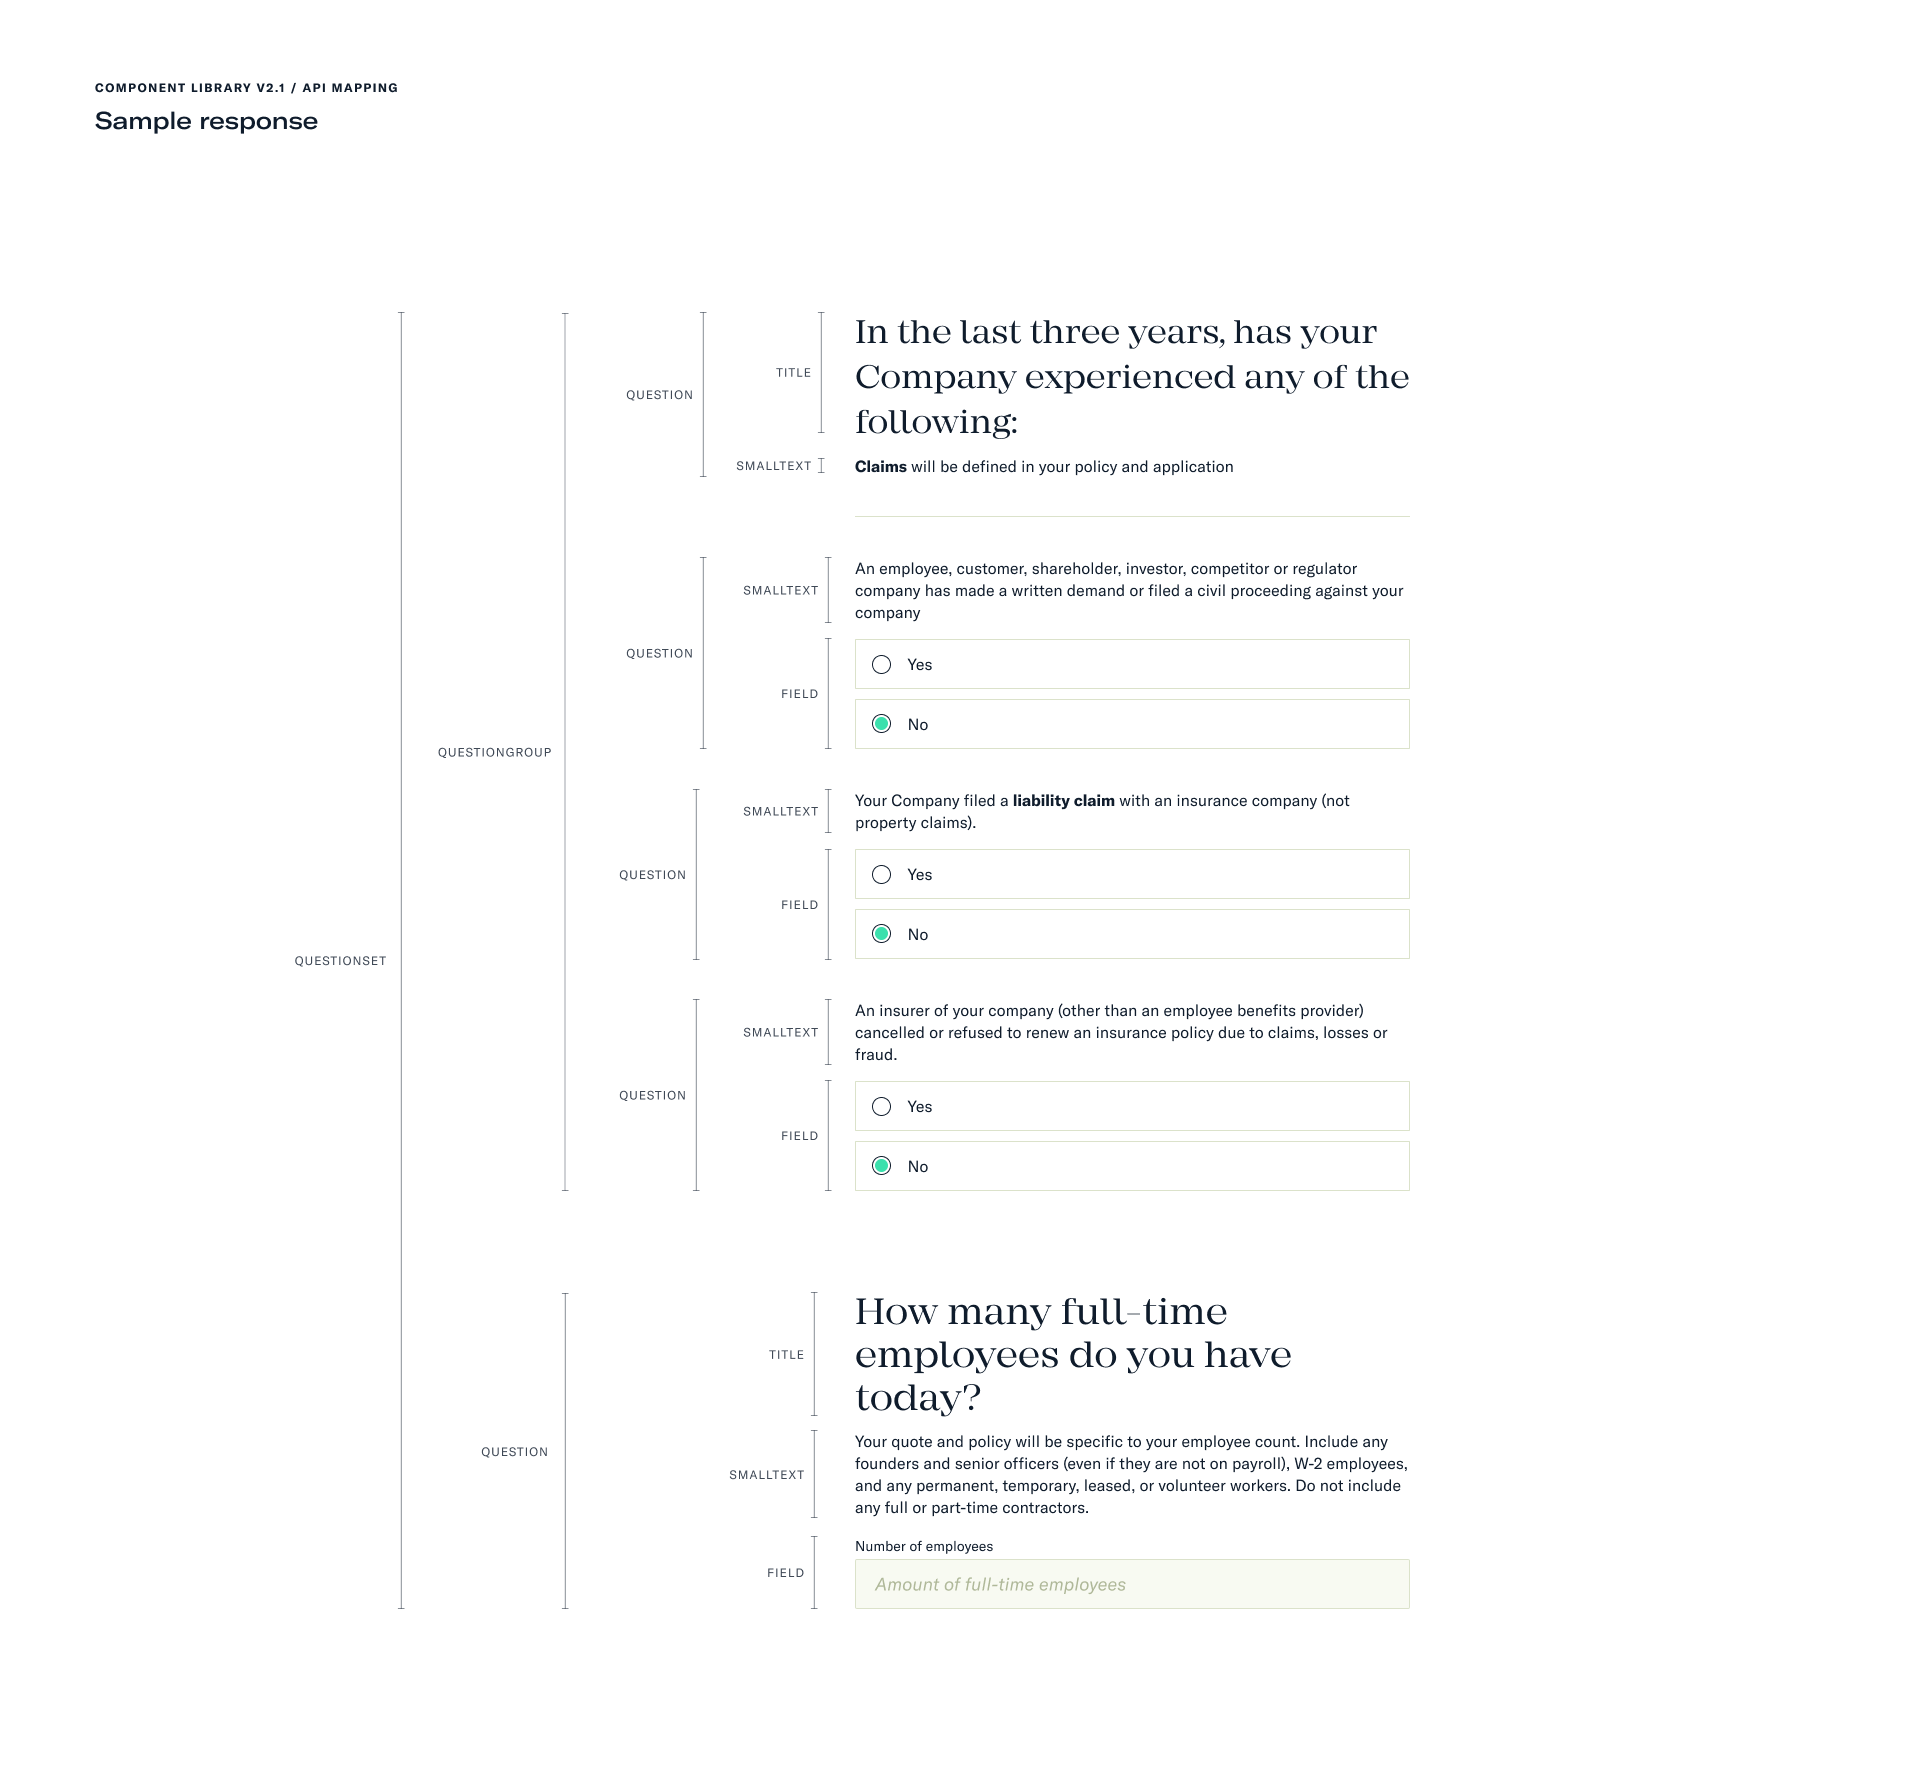 COMPONENT LIBRARY V2.1 / API MAPPING
Sample response
In the last three years, has your
TITLE
Company experienced any of the
QUESTION
following:
SMALLTEXT
Claims will be defined in your policy and application
An employee, customer, shareholder, investor, competitor or regulator
SMALLTEXT
company has made a written demand or filed a civil proceeding against your
company
QUESTION
Yes
FIELD
No
QUESTIONGROUP
Your Company filed a liability claim with an insurance company (not
SMALLTEXT
property claims).
QUESTION
Yes
FIELD
No
QUESTIONSET
An insurer of your company (other than an employee benefits provider)
SMALLTEXT
cancelled or refused to renew an insurance policy due to claims, losses or
fraud.
QUESTION
Yes
FIELD
No
How many full-time
TITLE
employees do you have
today?
Your quote and policy will be specific to your employee count. Include any
QUESTION
founders and senior officers (even if they are not on payroll), W-2 employees,
SMALLTEXT
and any permanent, temporary, leased, or volunteer workers. Do not include
any full or part-time contractors.
Number of employees
FIELD
Amount of full-time employees